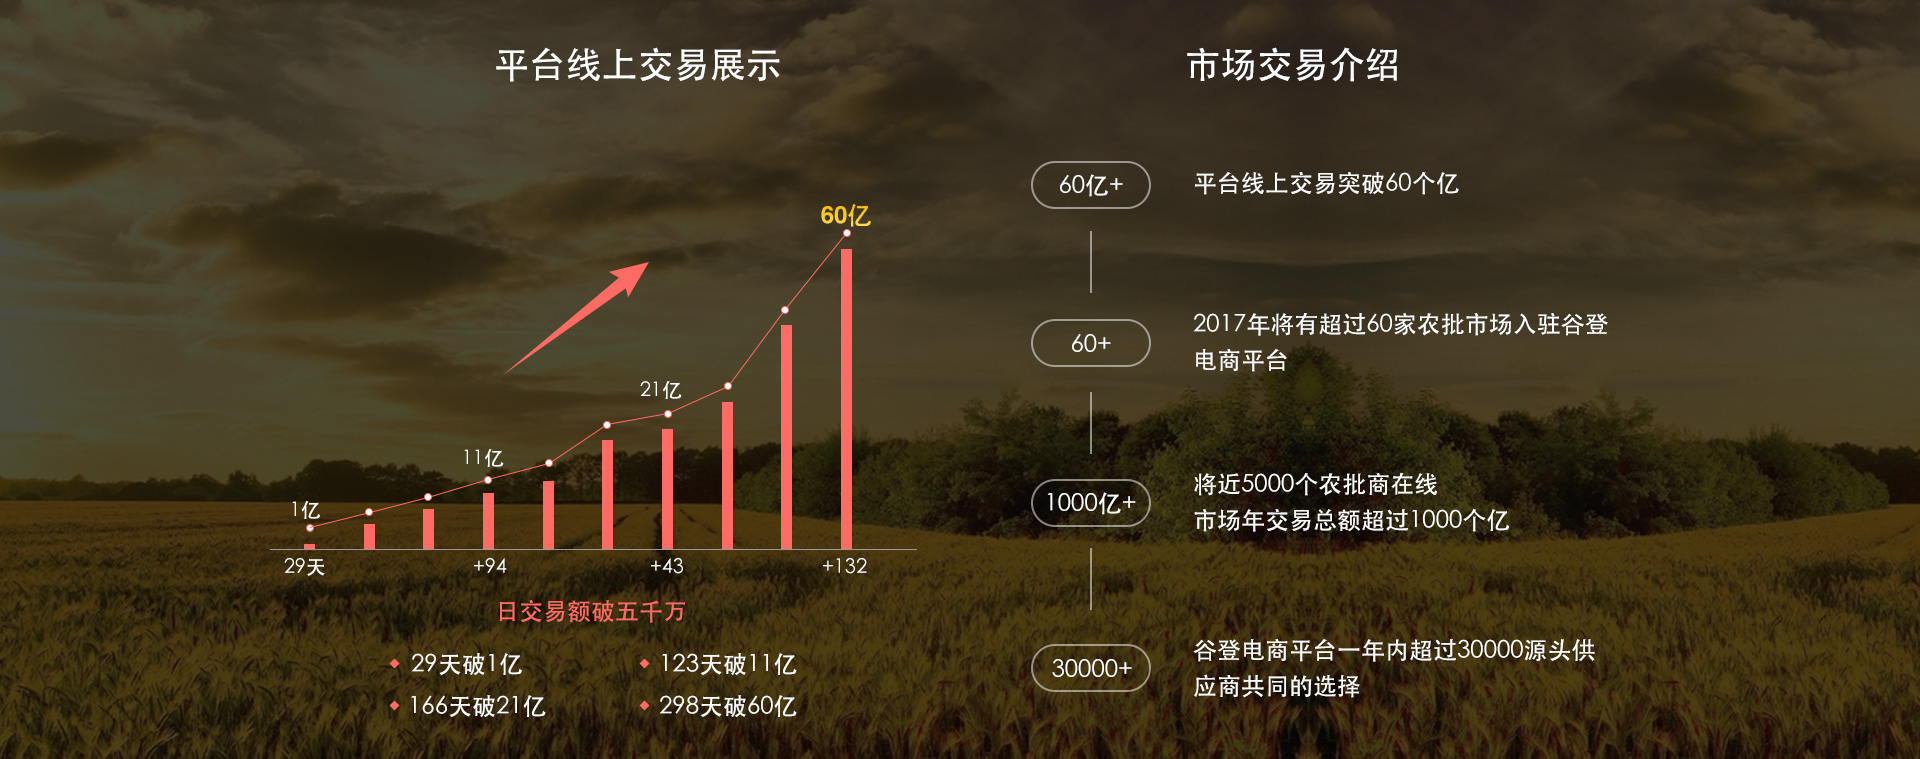 平台线上交易展示
60亿
21亿
11亿
1亿
29天
+94
+43
+132
日交易额破五千万
29天破1亿
123天破11亿
166天破21亿
298天破60亿
市场交易介绍
60亿+
平台线上交易突破60个亿
60+
2017年将有超过60家农批市场入驻谷登
电商平台
1000亿+
将近5000个农批商在线
市场年交易总额超过1000个亿
30000+
谷登电商平台一年内超过30000源头供
应商共同的选择